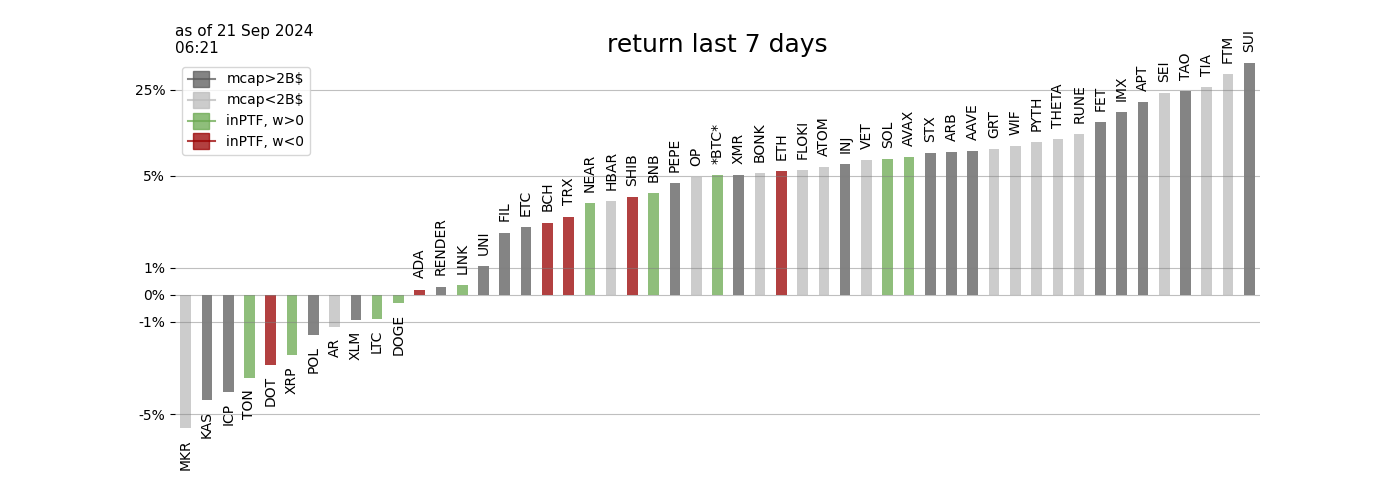 as of 21 Sep 2024
06:21
return last 7 days
mcap>2B$
mcap<2B$
inPTF, w>0
inPTF, w<0
25%
5%
1%
0%
-1%
-5%
MKR
KAS
ICP
TON
DOT
XRP
POL
AR
XLM
LTC
DOGE
ADA
RENDER
LINK
UNI
FIL
ETC
BCH
TRX
NEAR
HBAR
SHIB
BNB
PEPE
OP
*BTC*
XMR
BONK
ETH
FLOKI
ATOM
INJ
VET
SOL
AVAX
STX
ARB
AAVE
GRT
WIF
PYTH
THETA
RUNE
FET
IMX
APT
SEI
TAO
TIA
FTM
SUI